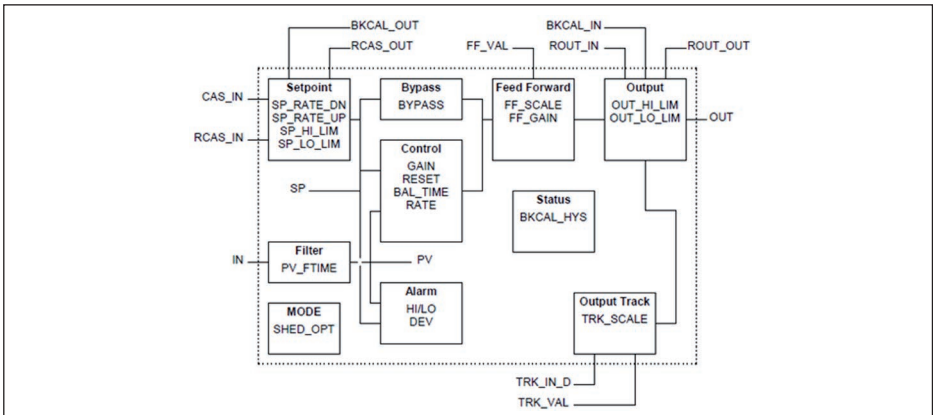 BKCAL_OUT
BKCAL_IN
RCAS_OUT
FF_VAL
ROUT_IN
ROUT_OUT
CAS_IN
RCAS_IN
Setpoint
SP_RATE_DN
SP_RATE_UP
SP_HI_LIM
SP_LO_LIM
Bypass
BYPASS
Feed Forward
FF_SCALE
FF_GAIN
Output
OUT_HI_LIM
OUT_LO_LIM
OUT
Control
GAIN
RESET
BAL_TIME
RATE
SP
Status
BKCAL_HYS
IN
Filter
PV_FTIME
PV
Alarm
HI/LO
DEV
MODE
SHED_OPT
Output Track
TRK_SCALE
TRK_IN_D
TRK_VAL